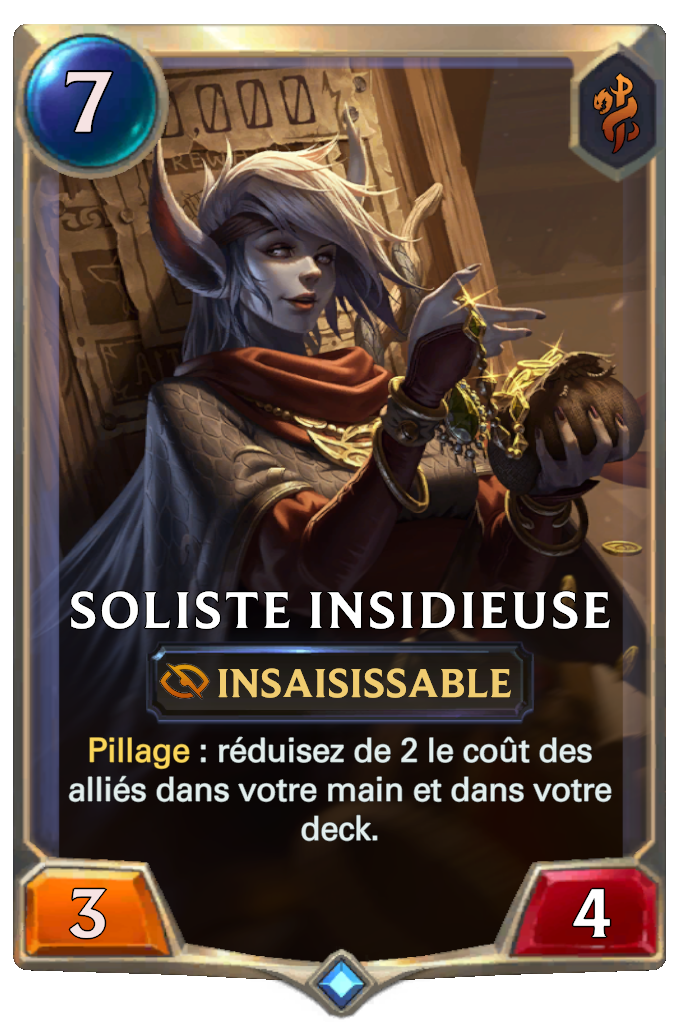 7
,000
SOLISTE INSIDIEUSE
INSAISISSABLE
Pillage : réduisez de 2 le coût des
alliés dans votre main et dans votre
deck.
3
4